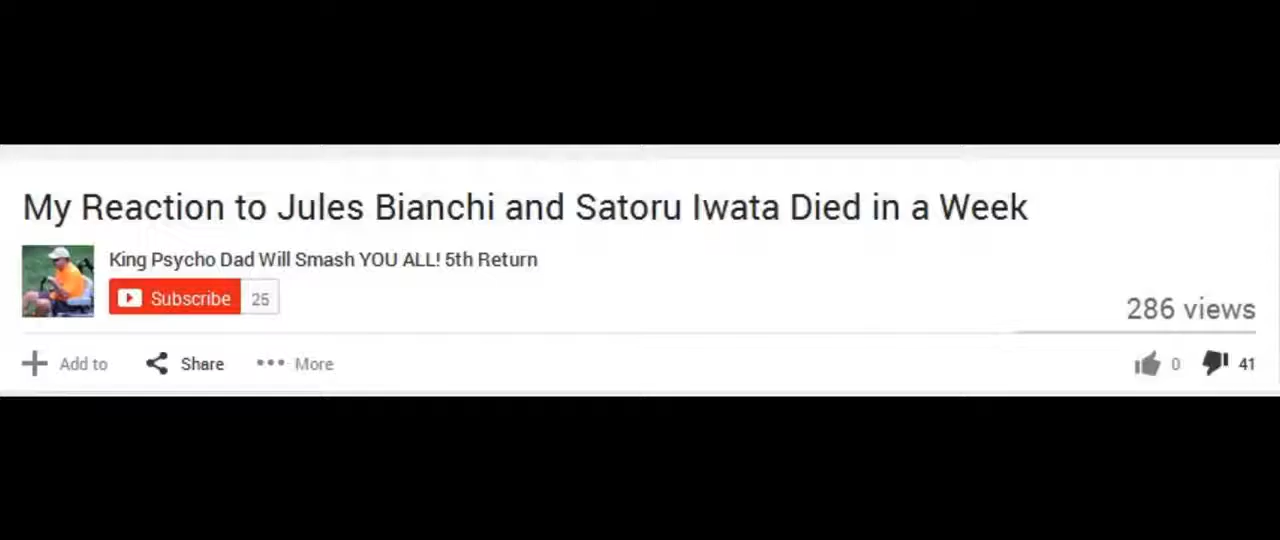 My Reaction to Jules Bianchi and Satoru Iwata Died in a Week
King Psycho Dad Will Smash YOU ALL! 5th Return
Subscribe 25
286 views
Add to Share More 0 41